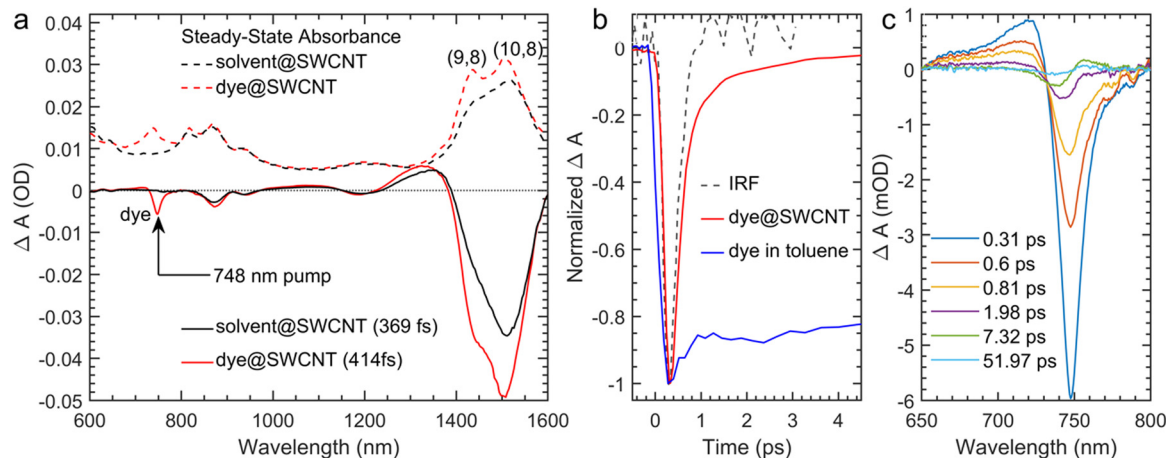 a
Steady-State Absorbance
solvent@SWCNT
dye@SWCNT
(9,8)
(10,8)
dye
748 nm pump
solvent@SWCNT (369 fs)
dye@SWCNT (414fs)
Δ A (OD)
0.04
0.03
0.02
0.01
0
-0.01
-0.02
-0.03
-0.04
-0.05
600
800
1000
1200
1400
1600
Wavelength (nm)
b
Normalized Δ A
0
-0.2
-0.4
-0.6
-0.8
-1
IRF
dye@SWCNT
dye in toluene
0
1
2
3
4
Time (ps)
c
Δ A (mOD)
1
0
-1
-2
-3
-4
-5
-6
0.31 ps
0.6 ps
0.81 ps
1.98 ps
7.32 ps
51.97 ps
650
700
750
800
Wavelength (nm)